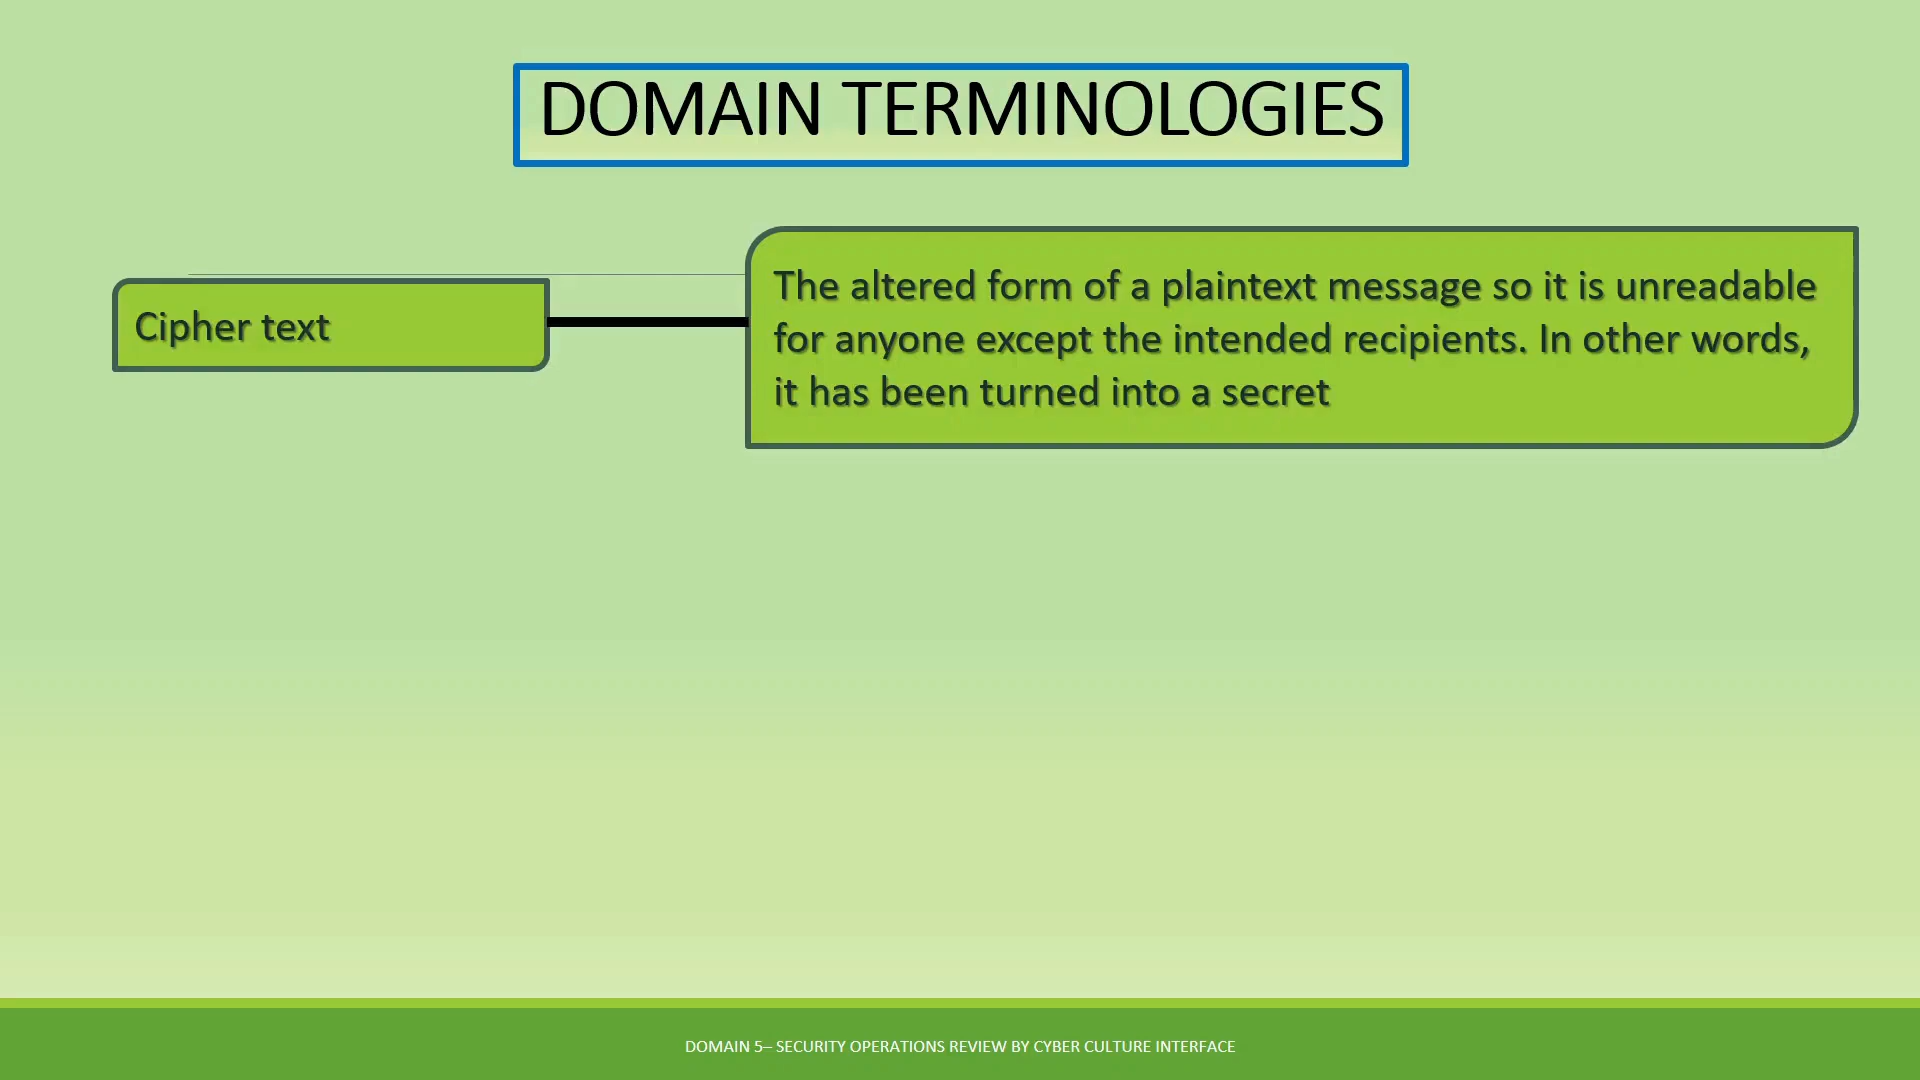 DOMAIN TERMINOLOGIES
Cipher text
The altered form of a plaintext message so it is unreadable
for anyone except the intended recipients. In other words,
it has been turned into a secret
DOMAIN 5– SECURITY OPERATIONS REVIEW BY CYBER CULTURE INTERFACE